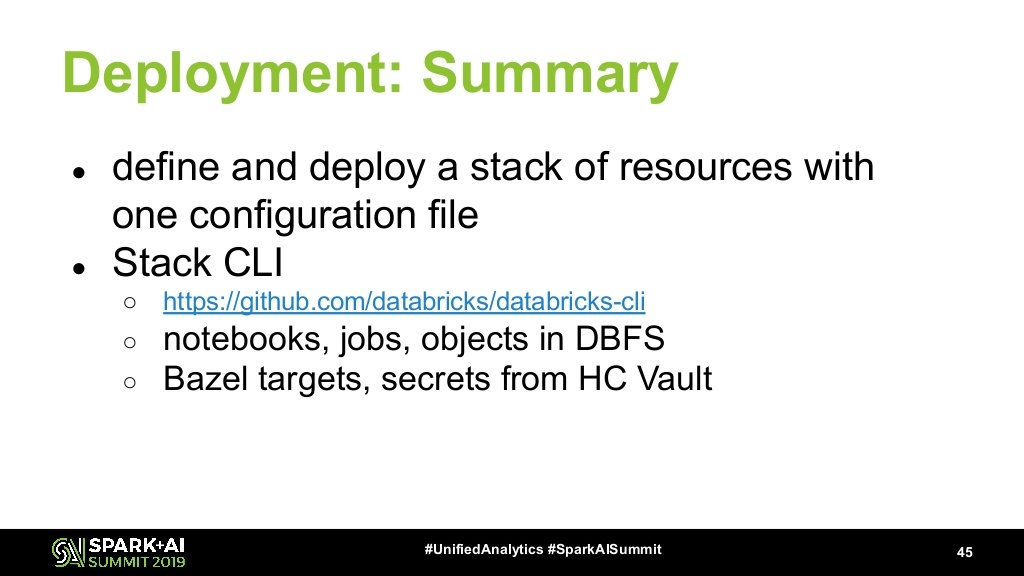 Deployment: Summary
● define and deploy a stack of resources with
one configuration file
● Stack CLI
○ https://github.com/databricks/databricks-cli
○ notebooks, jobs, objects in DBFS
○ Bazel targets, secrets from HC Vault
SPARK+AI
SUMMIT 2019
#UnifiedAnalytics #SparkAISummit
45